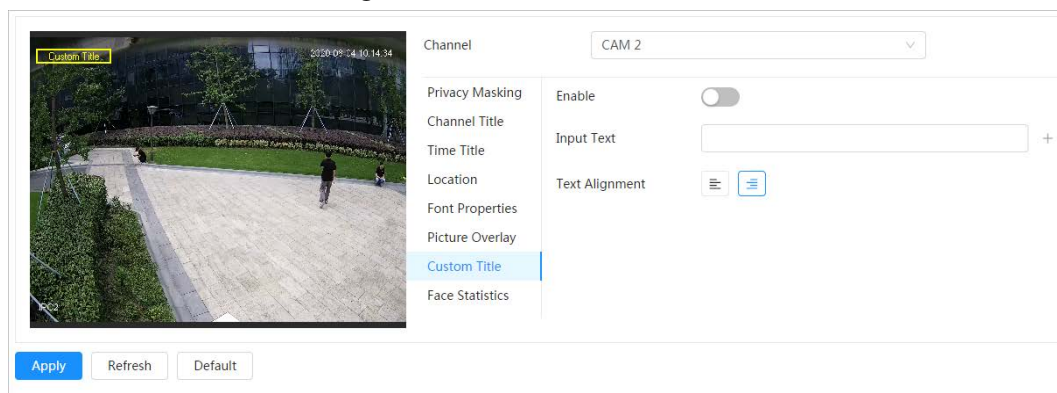 Custom Title
2020-09-24 10:14:34
IPC2
Channel
CAM 2
Privacy Masking
Channel Title
Time Title
Location
Font Properties
Picture Overlay
Custom Title
Face Statistics
Enable
Input Text
+
Text Alignment
Apply
Refresh
Default